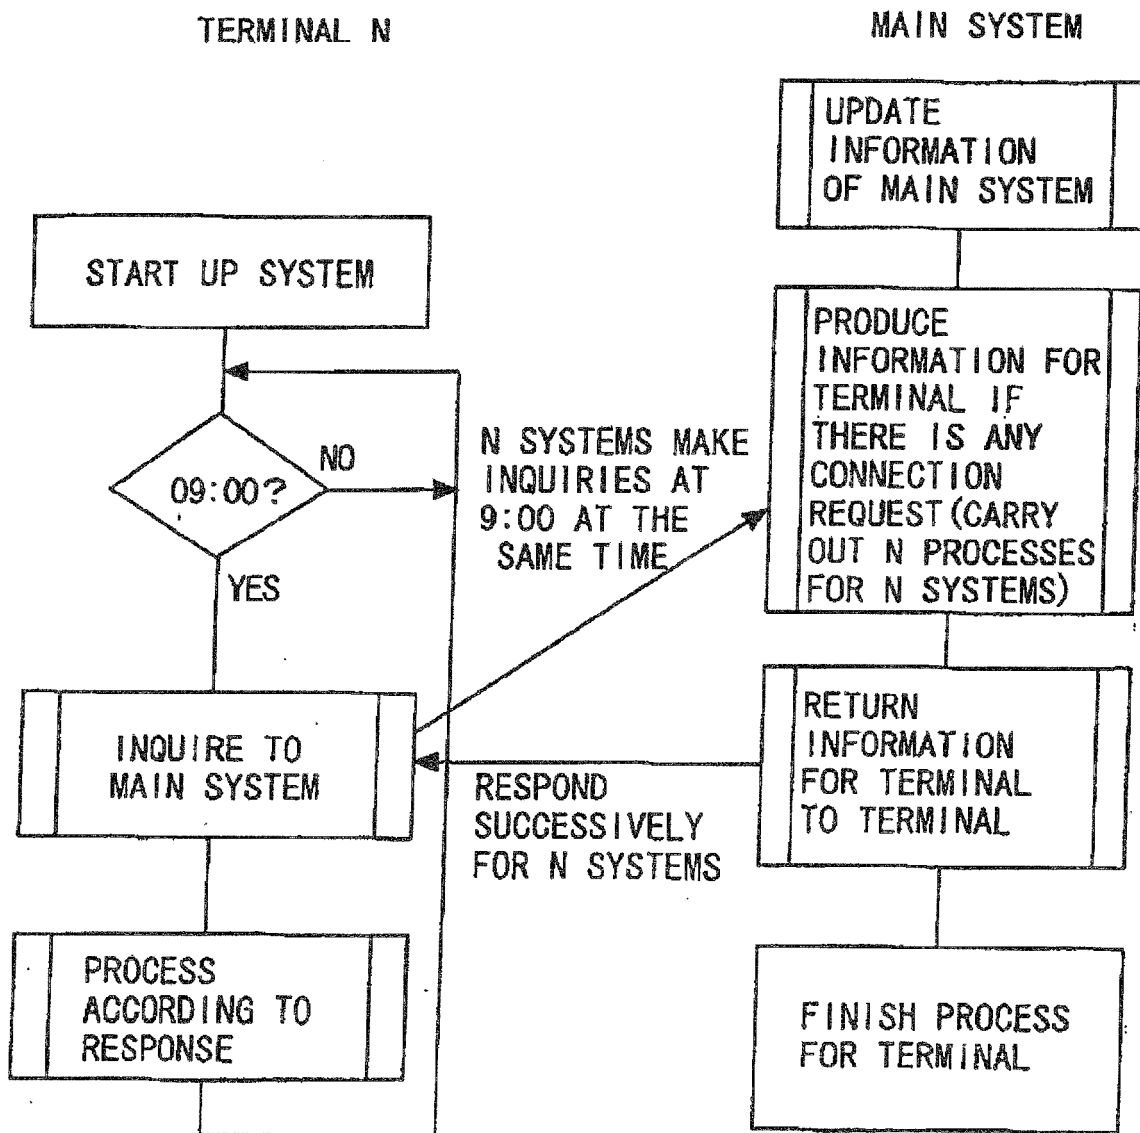 TERMINAL N
MAIN SYSTEM
UPDATE
INFORMATION
OF MAIN SYSTEM
START UP SYSTEM
PRODUCE
INFORMATION FOR
TERMINAL IF
THERE IS ANY
CONNECTION
REQUEST(CARRY
OUT N PROCESSES
FOR N SYSTEMS)
09:00?
NO
YES
N SYSTEMS MAKE
INQUIRIES AT
9:00 AT THE
SAME TIME
INQUIRE TO
MAIN SYSTEM
RETURN
INFORMATION
FOR TERMINAL
TO TERMINAL
RESPOND
SUCCESSIVELY
FOR N SYSTEMS
PROCESS
ACCORDING TO
RESPONSE
FINISH PROCESS
FOR TERMINAL